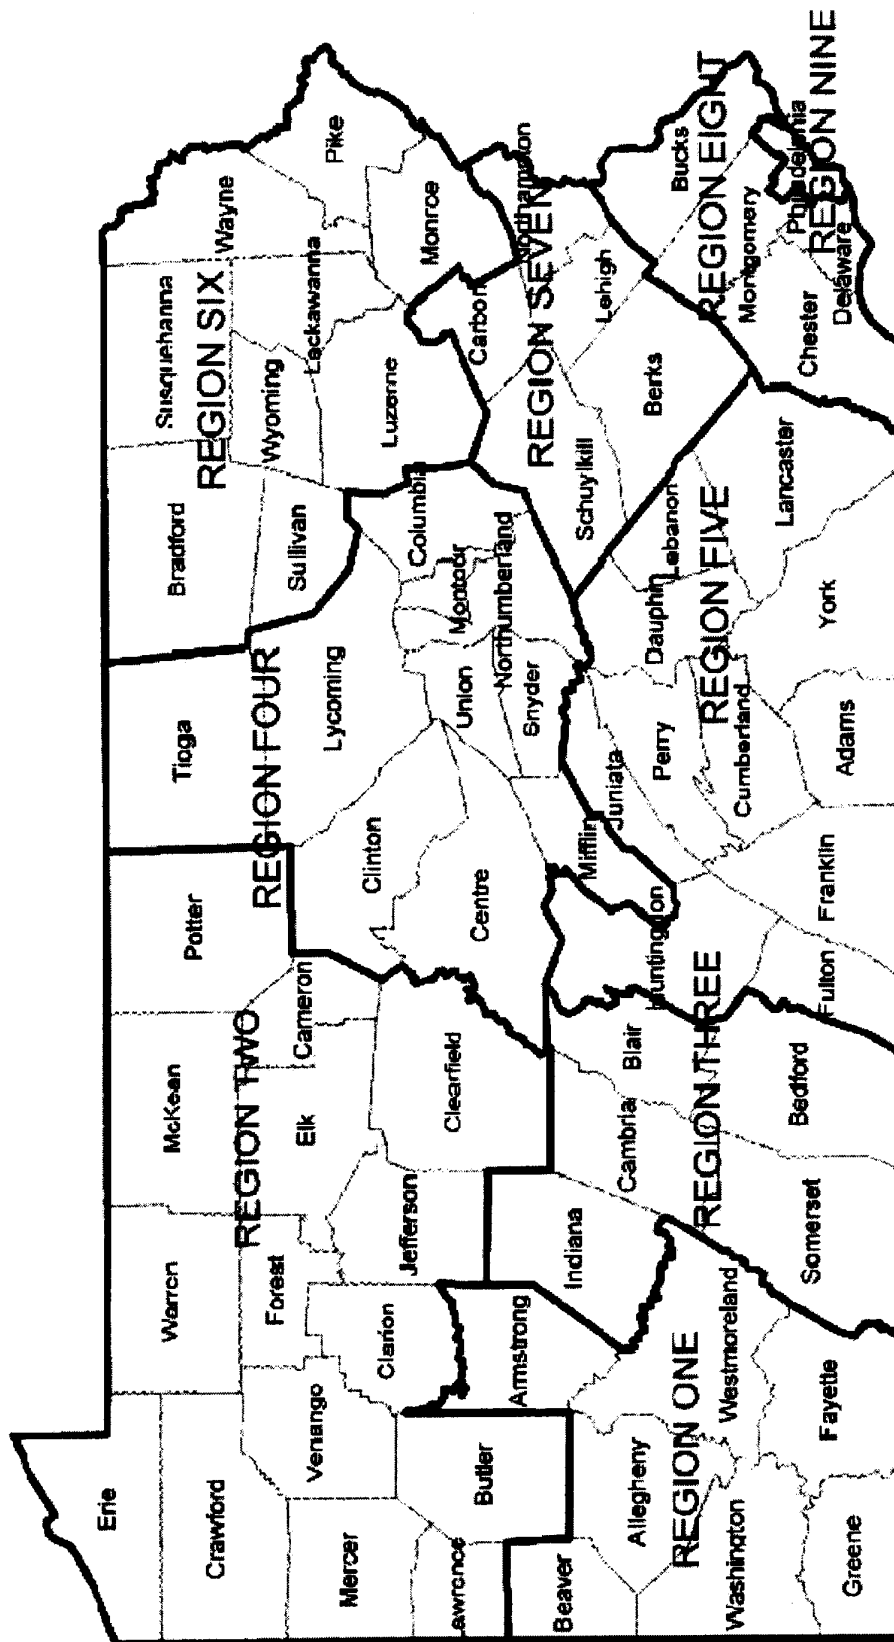 Erie
Crawford
Warren
McKean
Potter
Tioga
Bradford
Susquehanna
Wayne
Pike
REGION TWO
REGION FOUR
REGION SIX
Mercer
Venango
Forest
Elk
Cameron
Clinton
Lycoming
Sullivan
Wyoming
Lackawanna
Luzerne
Monroe
awrence
Butler
Clarion
Jefferson
Clearfield
Centre
Union
Montour
Columbia
Northumberland
Snyder
Carbon
Northampton
REGION SEVEN
Beaver
Armstrong
Indiana
Cambria
Blair
Huntingdon
Mifflin
Juniata
Perry
Dauphin
Lebanon
Schuylkill
Berks
Lehigh
Bucks
Allegheny
REGION ONE
REGION THREE
REGION FIVE
REGION EIGHT
Washington
Westmoreland
Cumberland
Lancaster
Chester
Montgomery
Philadelphia
REGION NINE
Delaware
Greene
Fayette
Somerset
Bedford
Fulton
Franklin
Adams
York